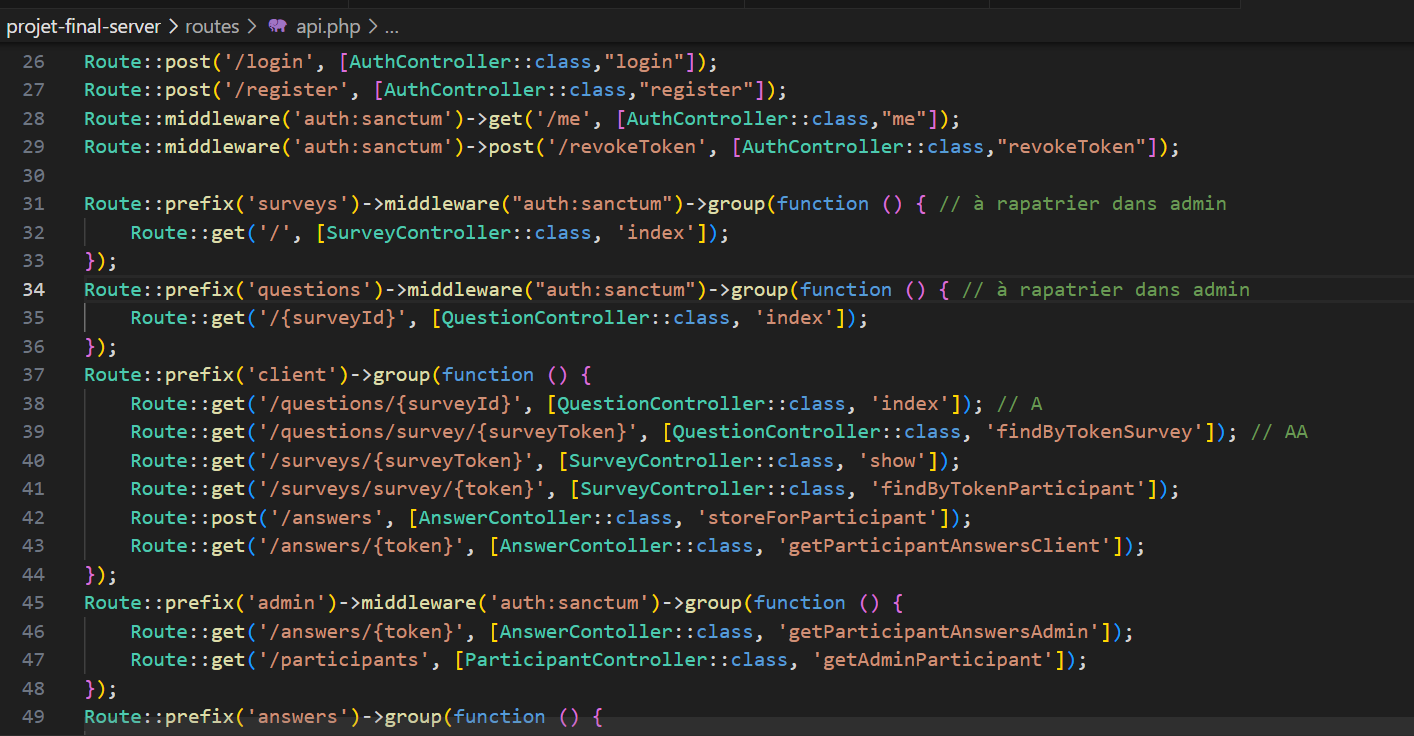 projet-final-server > routes > api.php > ...
26 Route::post('/login', [AuthController::class,"login"]);
27 Route::post('/register', [AuthController::class,"register"]);
28 Route::middleware('auth:sanctum')->get('/me', [AuthController::class,"me"]);
29 Route::middleware('auth:sanctum')->post('/revokeToken', [AuthController::class,"revokeToken"]);
30
31 Route::prefix('surveys')->middleware("auth:sanctum")->group(function () { // à rapatrier dans admin
32     Route::get('/', [SurveyController::class, 'index']);
33 });
34 Route::prefix('questions')->middleware("auth:sanctum")->group(function () { // à rapatrier dans admin
35     Route::get('/{surveyId}', [QuestionController::class, 'index']);
36 });
37 Route::prefix('client')->group(function () {
38     Route::get('/questions/{surveyId}', [QuestionController::class, 'index']); // A
39     Route::get('/questions/survey/{surveyToken}', [QuestionController::class, 'findByTokenSurvey']); // AA
40     Route::get('/surveys/{surveyToken}', [SurveyController::class, 'show']);
41     Route::get('/surveys/survey/{token}', [SurveyController::class, 'findByTokenParticipant']);
42     Route::post('/answers', [AnswerContoller::class, 'storeForParticipant']);
43     Route::get('/answers/{token}', [AnswerContoller::class, 'getParticipantAnswersClient']);
44 });
45 Route::prefix('admin')->middleware('auth:sanctum')->group(function () {
46     Route::get('/answers/{token}', [AnswerContoller::class, 'getParticipantAnswersAdmin']);
47     Route::get('/participants', [ParticipantController::class, 'getAdminParticipant']);
48 });
49 Route::prefix('answers')->group(function () {